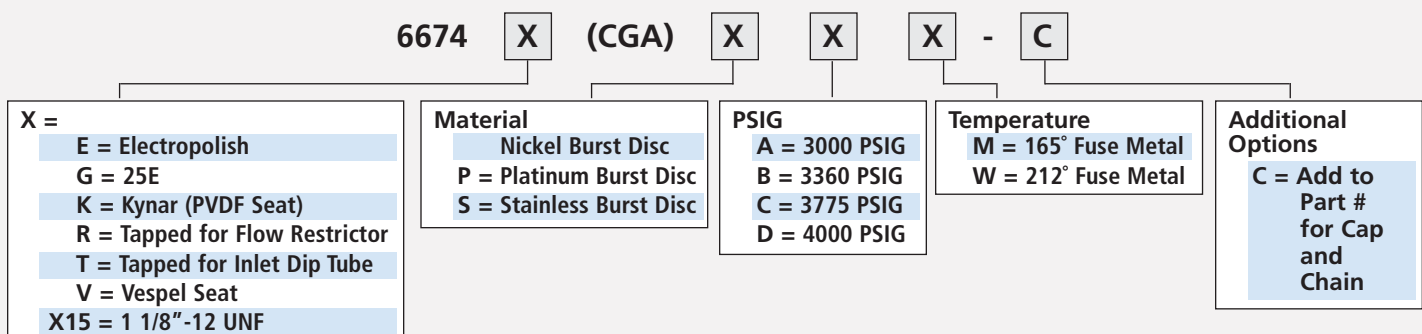 6674 X (CGA) X X X - C
X =
E = Electropolish
G = 25E
K = Kynar (PVDF Seat)
R = Tapped for Flow Restrictor
T = Tapped for Inlet Dip Tube
V = Vespel Seat
X15 = 1 1/8”-12 UNF
Material
Nickel Burst Disc
P = Platinum Burst Disc
S = Stainless Burst Disc
PSIG
A = 3000 PSIG
B = 3360 PSIG
C = 3775 PSIG
D = 4000 PSIG
Temperature
M = 165° Fuse Metal
W = 212° Fuse Metal
Additional
Options
C = Add to
Part #
for Cap
and
Chain